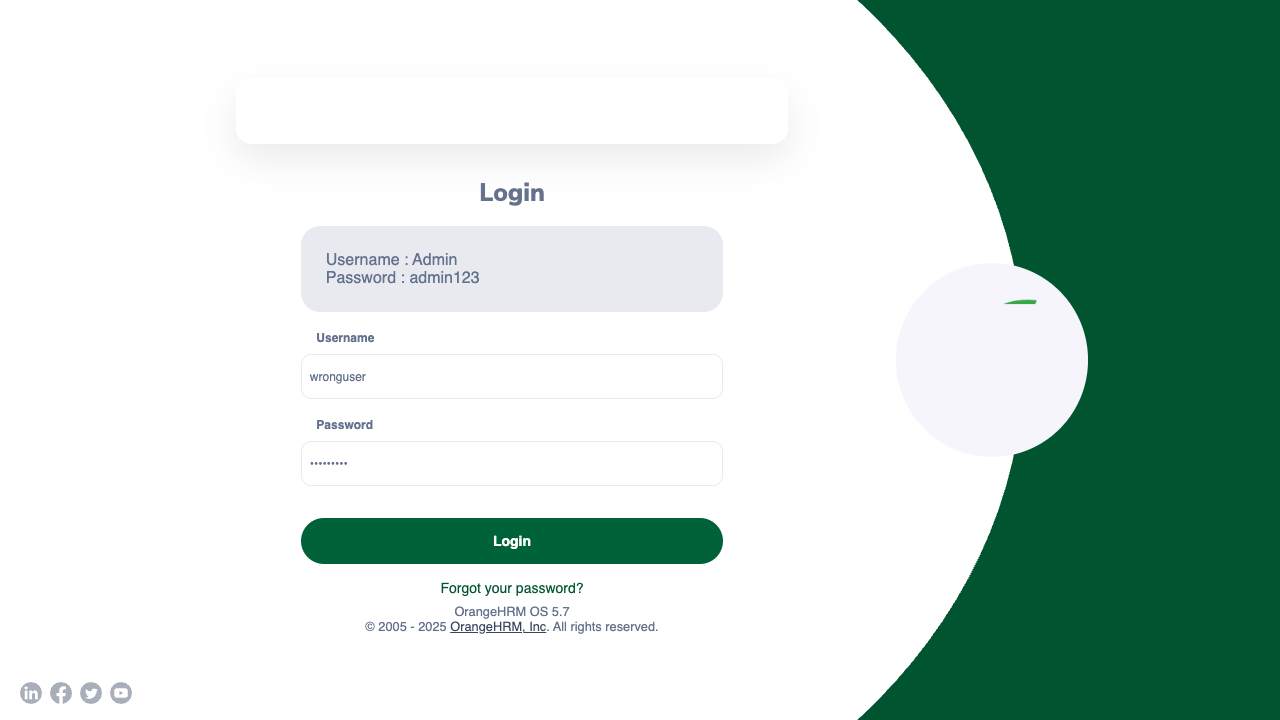 Login
Username : Admin
Password : admin123
Username
wronguser
Password
•••••••••
Login
Forgot your password?
OrangeHRM OS 5.7
© 2005 - 2025 OrangeHRM, Inc. All rights reserved.